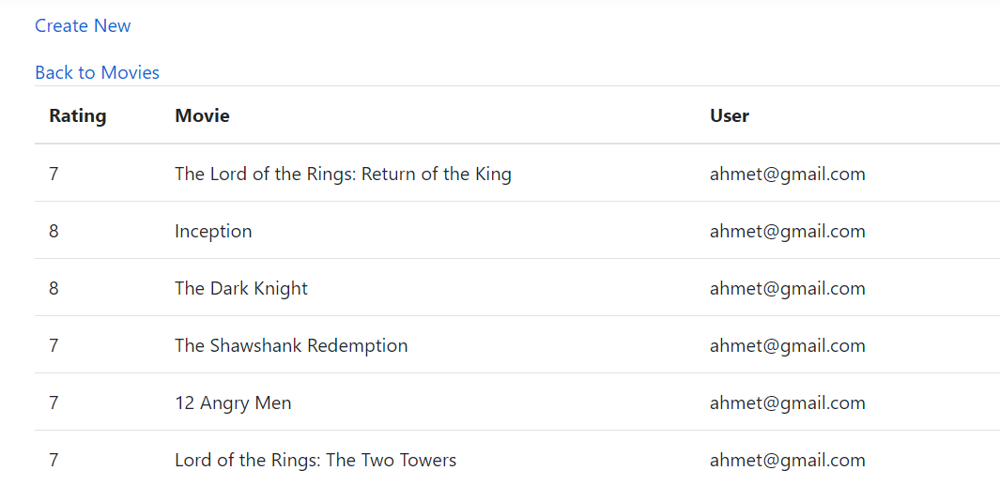 Create New
Back to Movies
Rating Movie User
7 The Lord of the Rings: Return of the King ahmet@gmail.com
8 Inception ahmet@gmail.com
8 The Dark Knight ahmet@gmail.com
7 The Shawshank Redemption ahmet@gmail.com
7 12 Angry Men ahmet@gmail.com
7 Lord of the Rings: The Two Towers ahmet@gmail.com